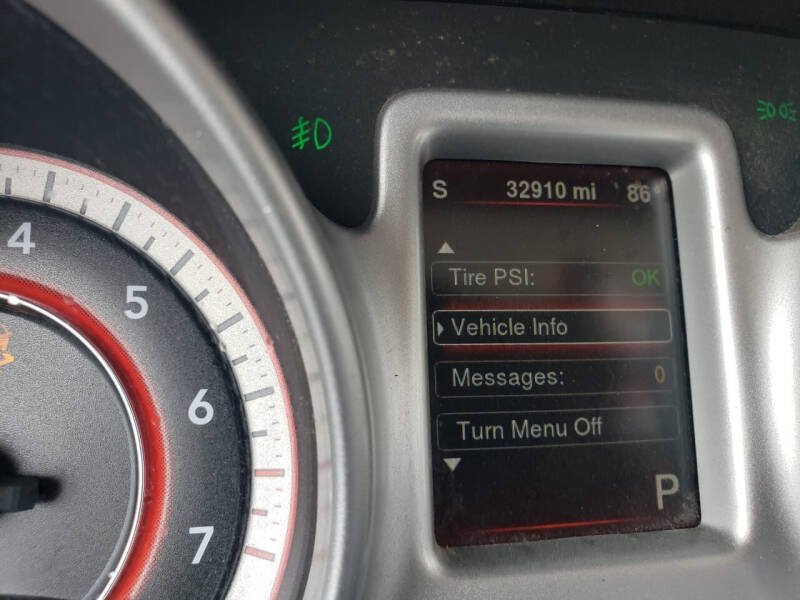 S 32910 mi 86
Tire PSI: OK
Vehicle Info
Messages: 0
Turn Menu Off
P
4
5
6
7